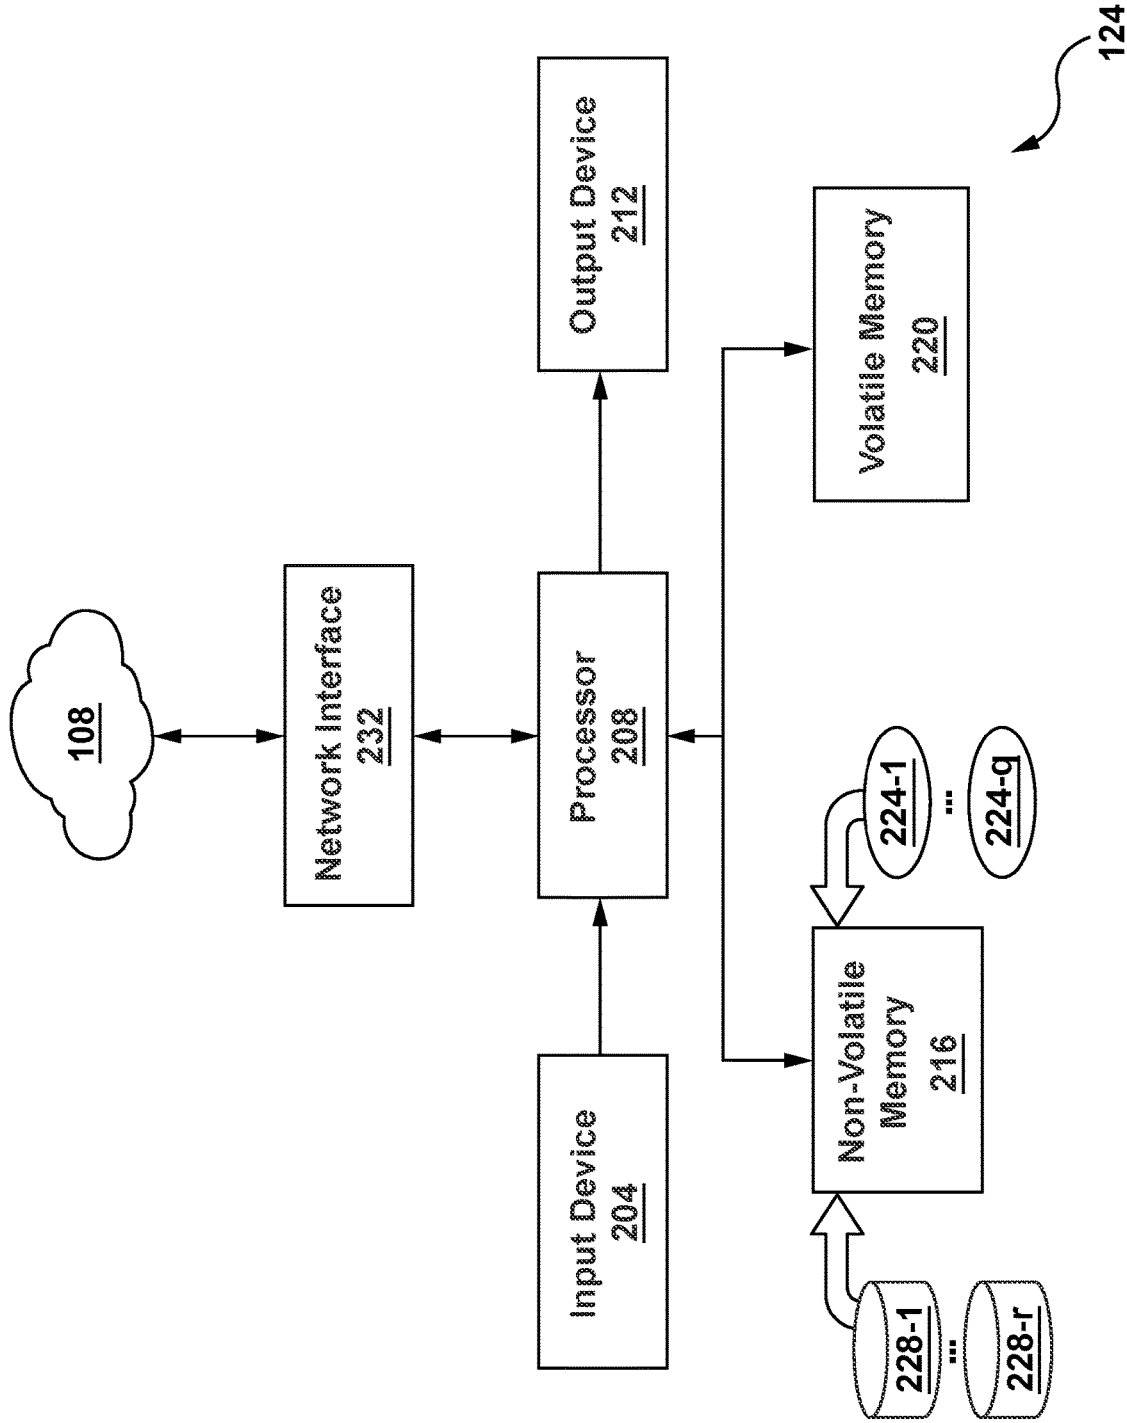 108
Network Interface
232
Input Device
204
Processor
208
Output Device
212
228-1
...
228-r
Non-Volatile
Memory
216
224-1
...
224-q
Volatile Memory
220
124